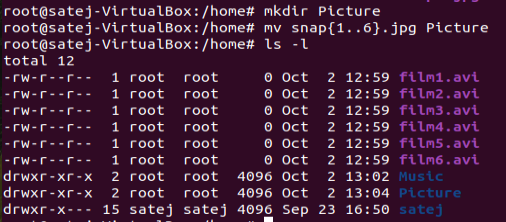 root@satej-VirtualBox:/home# mkdir Picture
root@satej-VirtualBox:/home# mv snap{1..6}.jpg Picture
root@satej-VirtualBox:/home# ls -l
total 12
-rw-r--r--  1 root  root     0 Oct  2 12:59 film1.avi
-rw-r--r--  1 root  root     0 Oct  2 12:59 film2.avi
-rw-r--r--  1 root  root     0 Oct  2 12:59 film3.avi
-rw-r--r--  1 root  root     0 Oct  2 12:59 film4.avi
-rw-r--r--  1 root  root     0 Oct  2 12:59 film5.avi
-rw-r--r--  1 root  root     0 Oct  2 12:59 film6.avi
drwxr-xr-x  2 root  root  4096 Oct  2 13:02 Music
drwxr-xr-x  2 root  root  4096 Oct  2 13:04 Picture
drwxr-x--- 15 satej satej 4096 Sep 23 16:50 satej
root@satej-VirtualBox:/home#